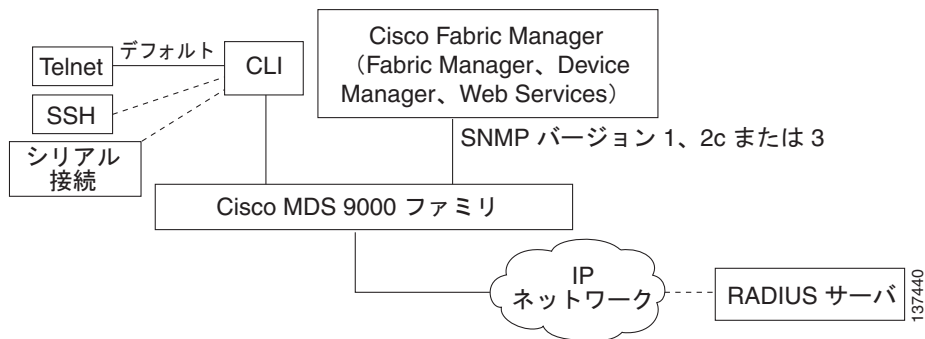 Telnet
デフォルト
CLI
SSH
シリアル
接続
Cisco Fabric Manager
（Fabric Manager、Device
Manager、Web Services）
SNMP バージョン 1、2c または 3
Cisco MDS 9000 ファミリ
IP
ネットワーク
RADIUS サーバ
137440